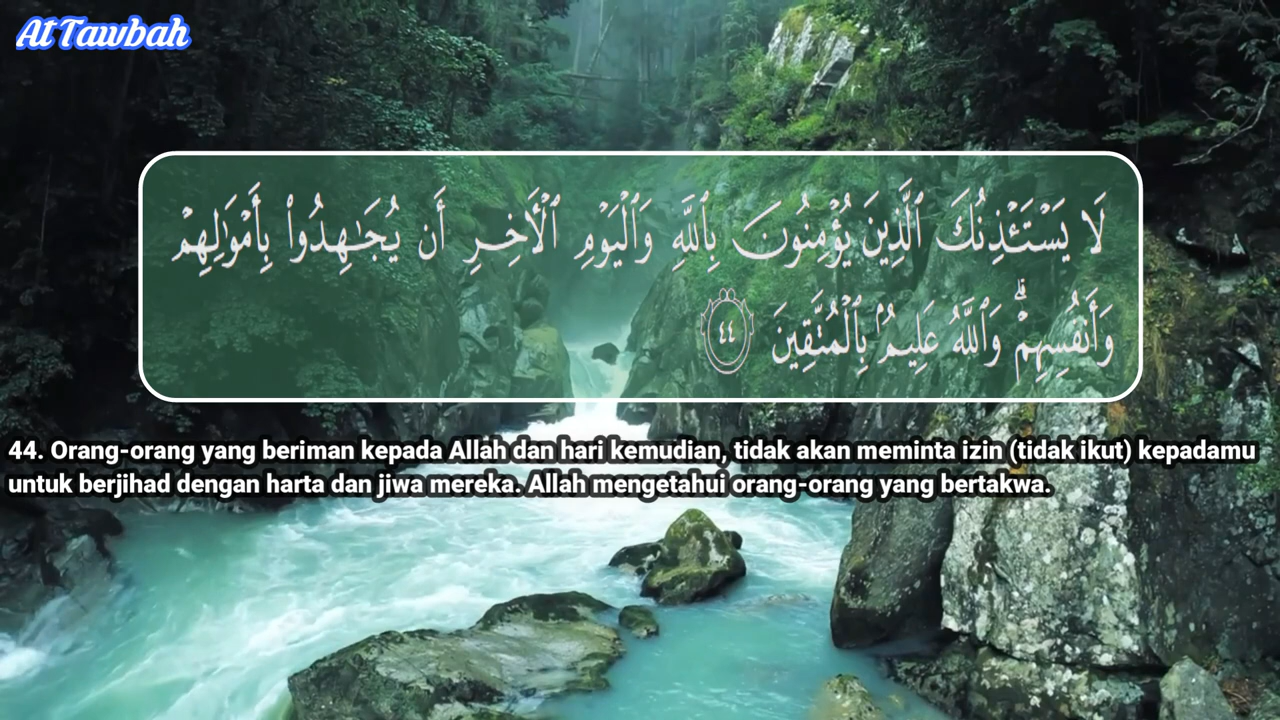 At Tawbah
لَا يَسْتَـْٔذِنُكَ ٱلَّذِينَ يُؤْمِنُونَ بِٱللَّهِ وَٱلْيَوْمِ ٱلْـَٔاخِرِ أَن يُجَـٰهِدُوا۟ بِأَمْوَٰلِهِمْ
وَأَنفُسِهِمْ ۗ وَٱللَّهُ عَلِيمٌۢ بِٱلْمُتَّقِينَ ٤٤
44. Orang-orang yang beriman kepada Allah dan hari kemudian, tidak akan meminta izin (tidak ikut) kepadamu
untuk berjihad dengan harta dan jiwa mereka. Allah mengetahui orang-orang yang bertakwa.